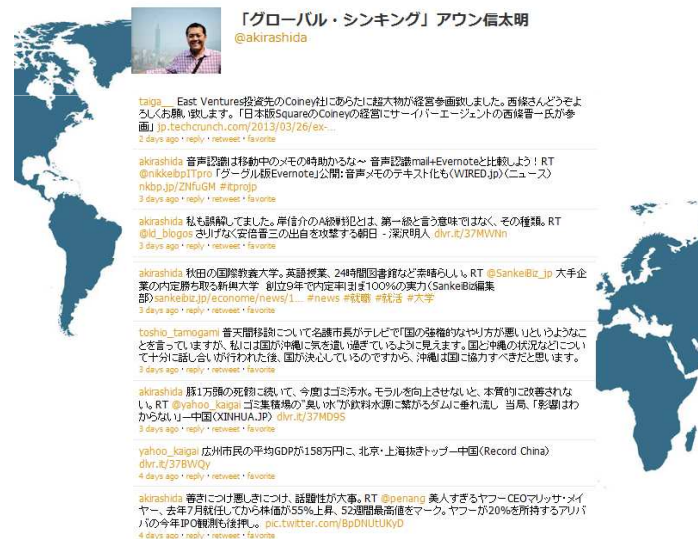 「グローバル・シンキング」アウン信太明
@akirashida
taiga__ East Ventures投資先のCoiney社にあらたに超大物が経営参画致しました。西條さんどうぞよ
ろしくお願い致します。「日本版SquareのCoineyの経営にサイバーエージェントの西條晋一氏が参
画」jp.techcrunch.com/2013/03/26/ex-...
2 days ago・reply・retweet・favorite
akirashida 音声認識は移動中のメモの時助かるな～ 音声認識mail+Evernoteと比較しよう！RT
@nikkeibpITpro「グーグル版Evernote」公開：音声メモのテキスト化も（WIRED.jp）（ニュース）
nkbp.jp/ZNfuGM #itprojp
3 days ago・reply・retweet・favorite
akirashida 私も誤解してました。岸信介のA級戦犯とは、第一級と言う意味ではなく、その種類。RT
@ld_blogos さりげなく安倍晋三の出自を攻撃する朝日 - 深沢明人 dlvr.it/37MWNn
3 days ago・reply・retweet・favorite
akirashida 秋田の国際教養大学。英語授業、24時間図書館など素晴らしい。RT @SankeiBiz_jp 大手企
業の内定勝ち取る新興大学　創立9年で内定率ほぼ100%の実力（SankeiBiz編集
部）sankeibiz.jp/econome/news/1... #news #就職 #就活 #大学
3 days ago・reply・retweet・favorite
toshio_tamogami 普天間移設について名護市長がテレビで「国の強権的なやり方が悪い」というようなこ
とを言っていますが、私には国が沖縄に気を遣い過ぎているように見えます。国と沖縄の状況などについ
て十分に話し合いが行われた後、国が決心しているのですから、沖縄は国に協力すべきだと思います。
3 days ago・reply・retweet・favorite
akirashida 豚1万頭の死骸に続いて、今度はゴミ汚水。モラルを向上させないと、本質的に改善されな
い。RT @yahoo_kaigai ゴミ集積場の"臭い水"が飲料水源に繋がるダムに垂れ流し　当局、「影響はわ
からない」―中国（XINHUA.JP） dlvr.it/37MD9S
3 days ago・reply・retweet・favorite
yahoo_kaigai 広州市民の平均GDPが158万円に、北京・上海抜きトップ―中国（Record China）
dlvr.it/37BWQy
4 days ago・reply・retweet・favorite
akirashida 善きにつけ悪しきにつけ、話題性が大事。RT @penang 美人すぎるヤフーCEOマリッサ・メイ
ヤー、去年7月就任してから株価が55%上昇、52週間最高値をマーク。ヤフーが20%を所持するアリバ
バの今年IPO観測も後押し。pic.twitter.com/BpDNUtUKyD
4 days ago・reply・retweet・favorite